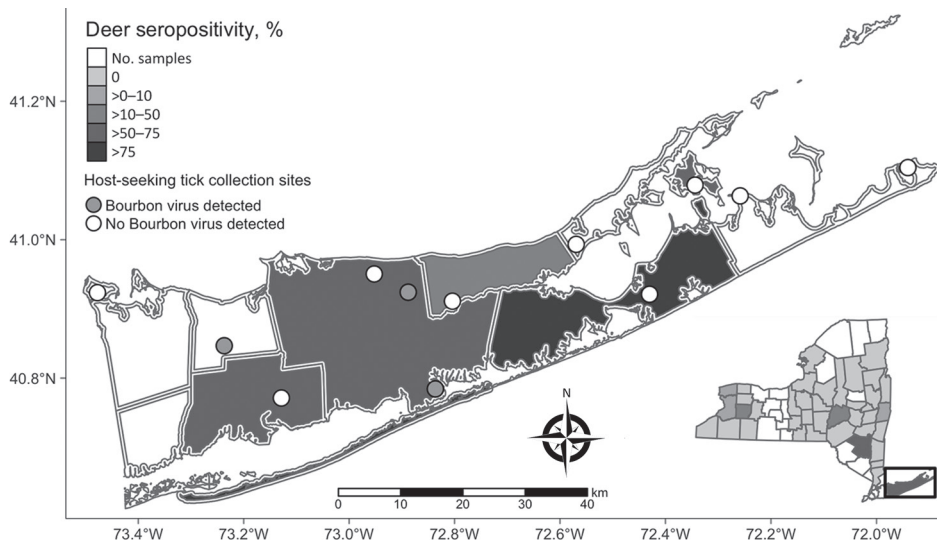 Deer seropositivity, %
No. samples
0
>0–10
>10–50
>50–75
>75
Host-seeking tick collection sites
Bourbon virus detected
No Bourbon virus detected
41.2°N
41.0°N
40.8°N
N
0 10 20 30 40 km
73.4°W 73.2°W 73.0°W 72.8°W 72.6°W 72.4°W 72.2°W 72.0°W